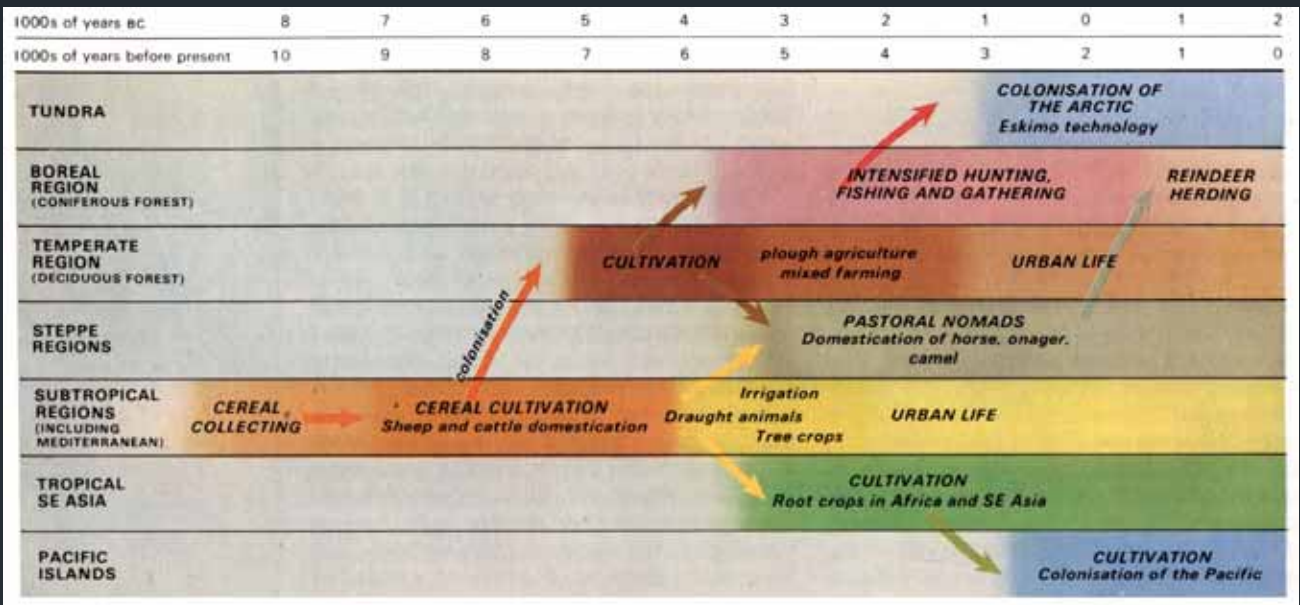 1000s of years BC 8 7 6 5 4 3 2 1 0 1 2
1000s of years before present 10 9 8 7 6 5 4 3 2 1 0
TUNDRA
COLONISATION OF
THE ARCTIC
Eskimo technology
BOREAL
REGION
(CONIFEROUS FOREST)
INTENSIFIED HUNTING,
FISHING AND GATHERING
REINDEER
HERDING
TEMPERATE
REGION
(DECIDUOUS FOREST)
CULTIVATION
plough agriculture
mixed farming
URBAN LIFE
STEPPE
REGIONS
colonisation
PASTORAL NOMADS
Domestication of horse, onager,
camel
SUBTROPICAL
REGIONS
(INCLUDING
MEDITERRANEAN)
CEREAL
COLLECTING
CEREAL CULTIVATION
Sheep and cattle domestication
Irrigation
Draught animals
Tree crops
URBAN LIFE
TROPICAL
SE ASIA
CULTIVATION
Root crops in Africa and SE Asia
PACIFIC
ISLANDS
CULTIVATION
Colonisation of the Pacific